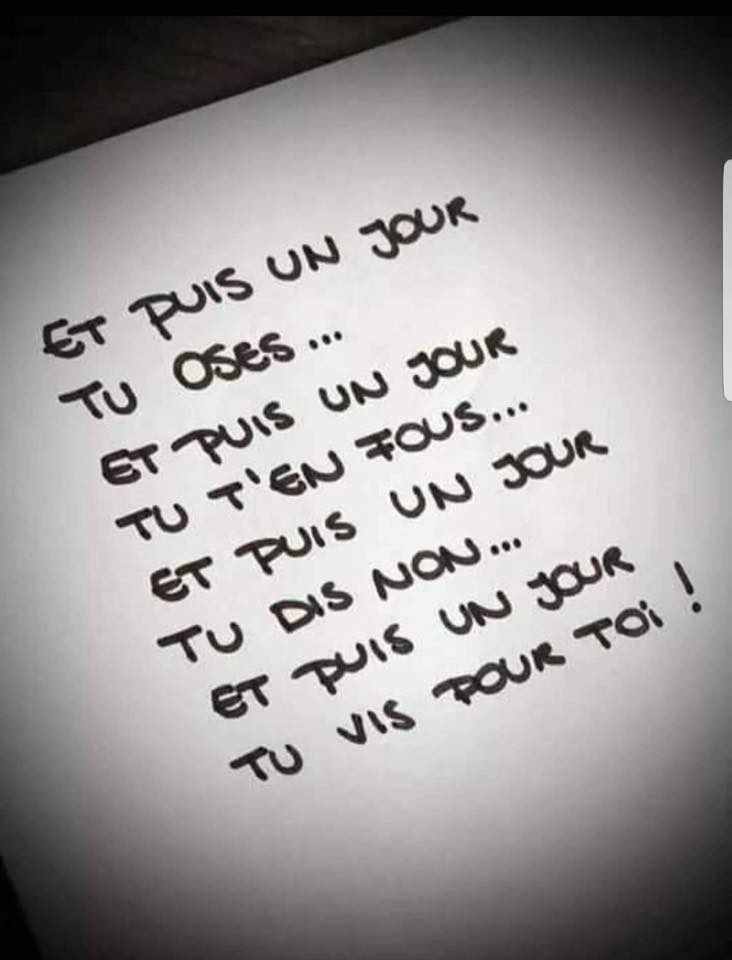 ET PUIS UN JOUR
TU OSES...
ET PUIS UN JOUR
TU T'EN FOUS...
ET PUIS UN JOUR
TU DIS NON...
ET PUIS UN JOUR
TU VIS POUR TOi !